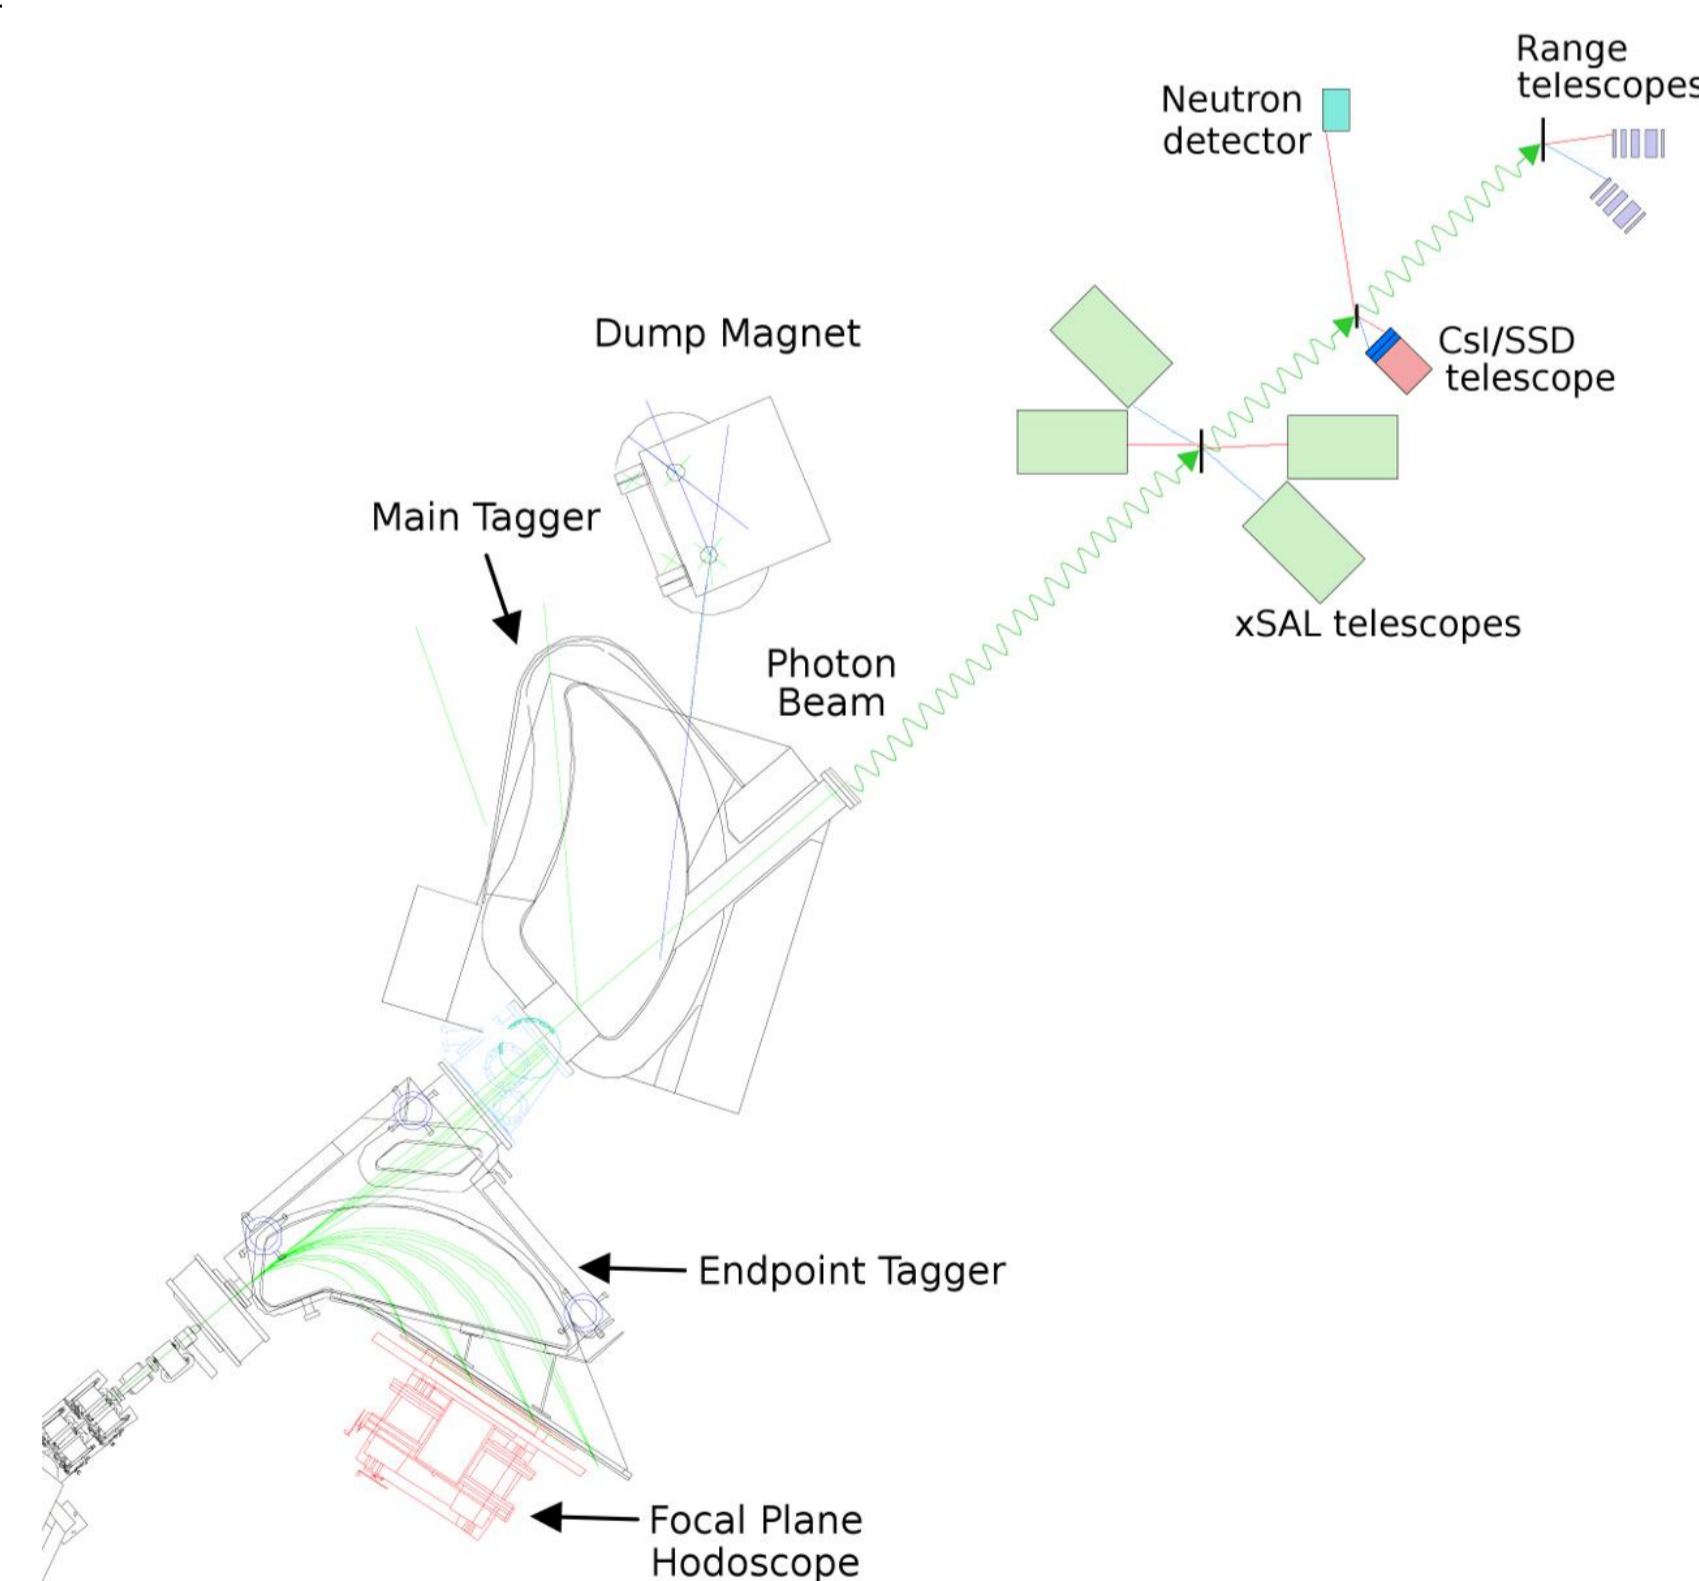 Range
telescopes
Neutron
detector
Dump Magnet
CsI/SSD
telescope
Main Tagger
xSAL telescopes
Photon
Beam
Endpoint Tagger
Focal Plane
Hodoscope